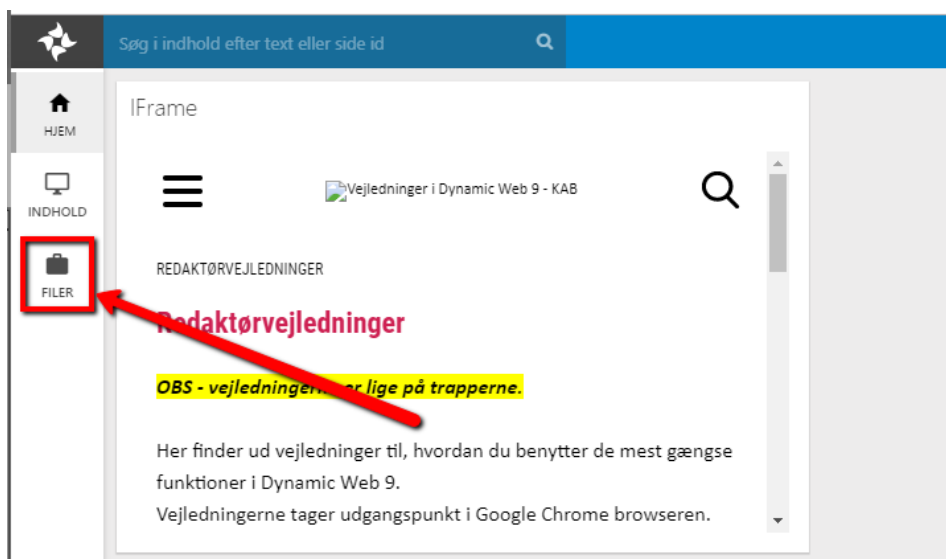 Søg i indhold efter text eller side id
HJEM
INDHOLD
FILER
IFrame
Vejledninger i Dynamic Web 9 - KAB
REDAKTØRVEJLEDNINGER
Redaktørvejledninger
OBS - vejledningerne er lige på trapperne.
Her finder ud vejledninger til, hvordan du benytter de mest gængse
funktioner i Dynamic Web 9.
Vejledningerne tager udgangspunkt i Google Chrome browseren.